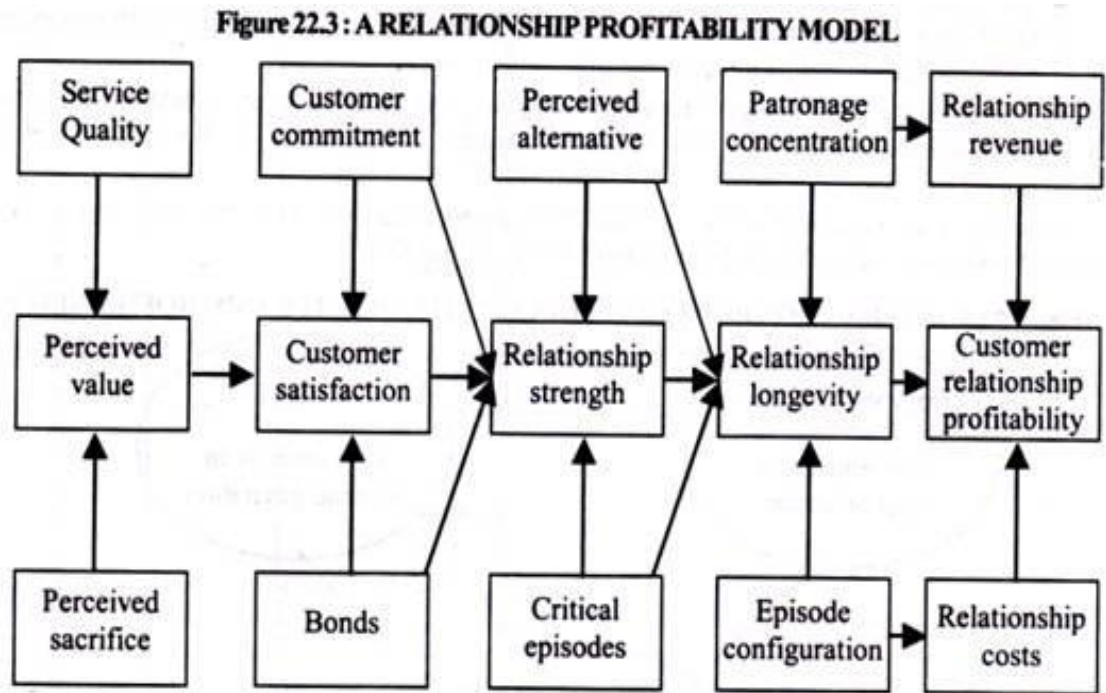 Figure 22.3 : A RELATIONSHIP PROFITABILITY MODEL
Service
Quality
Customer
commitment
Perceived
alternative
Patronage
concentration
Relationship
revenue
Perceived
value
Customer
satisfaction
Relationship
strength
Relationship
longevity
Customer
relationship
profitability
Perceived
sacrifice
Bonds
Critical
episodes
Episode
configuration
Relationship
costs